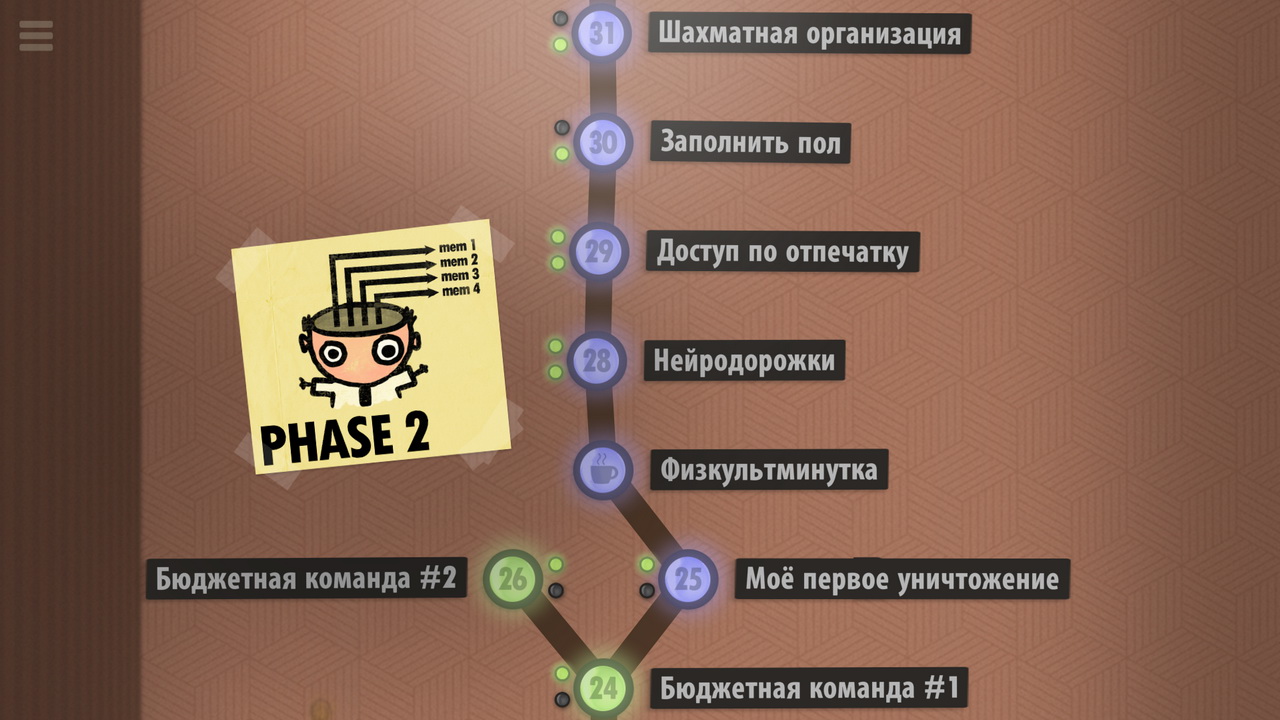 31 Шахматная организация
30 Заполнить пол
29 Доступ по отпечатку
mem 1
mem 2
mem 3
mem 4
28 Нейродорожки
PHASE 2
Физкультминутка
Бюджетная команда #2 26
25 Моё первое уничтожение
24 Бюджетная команда #1